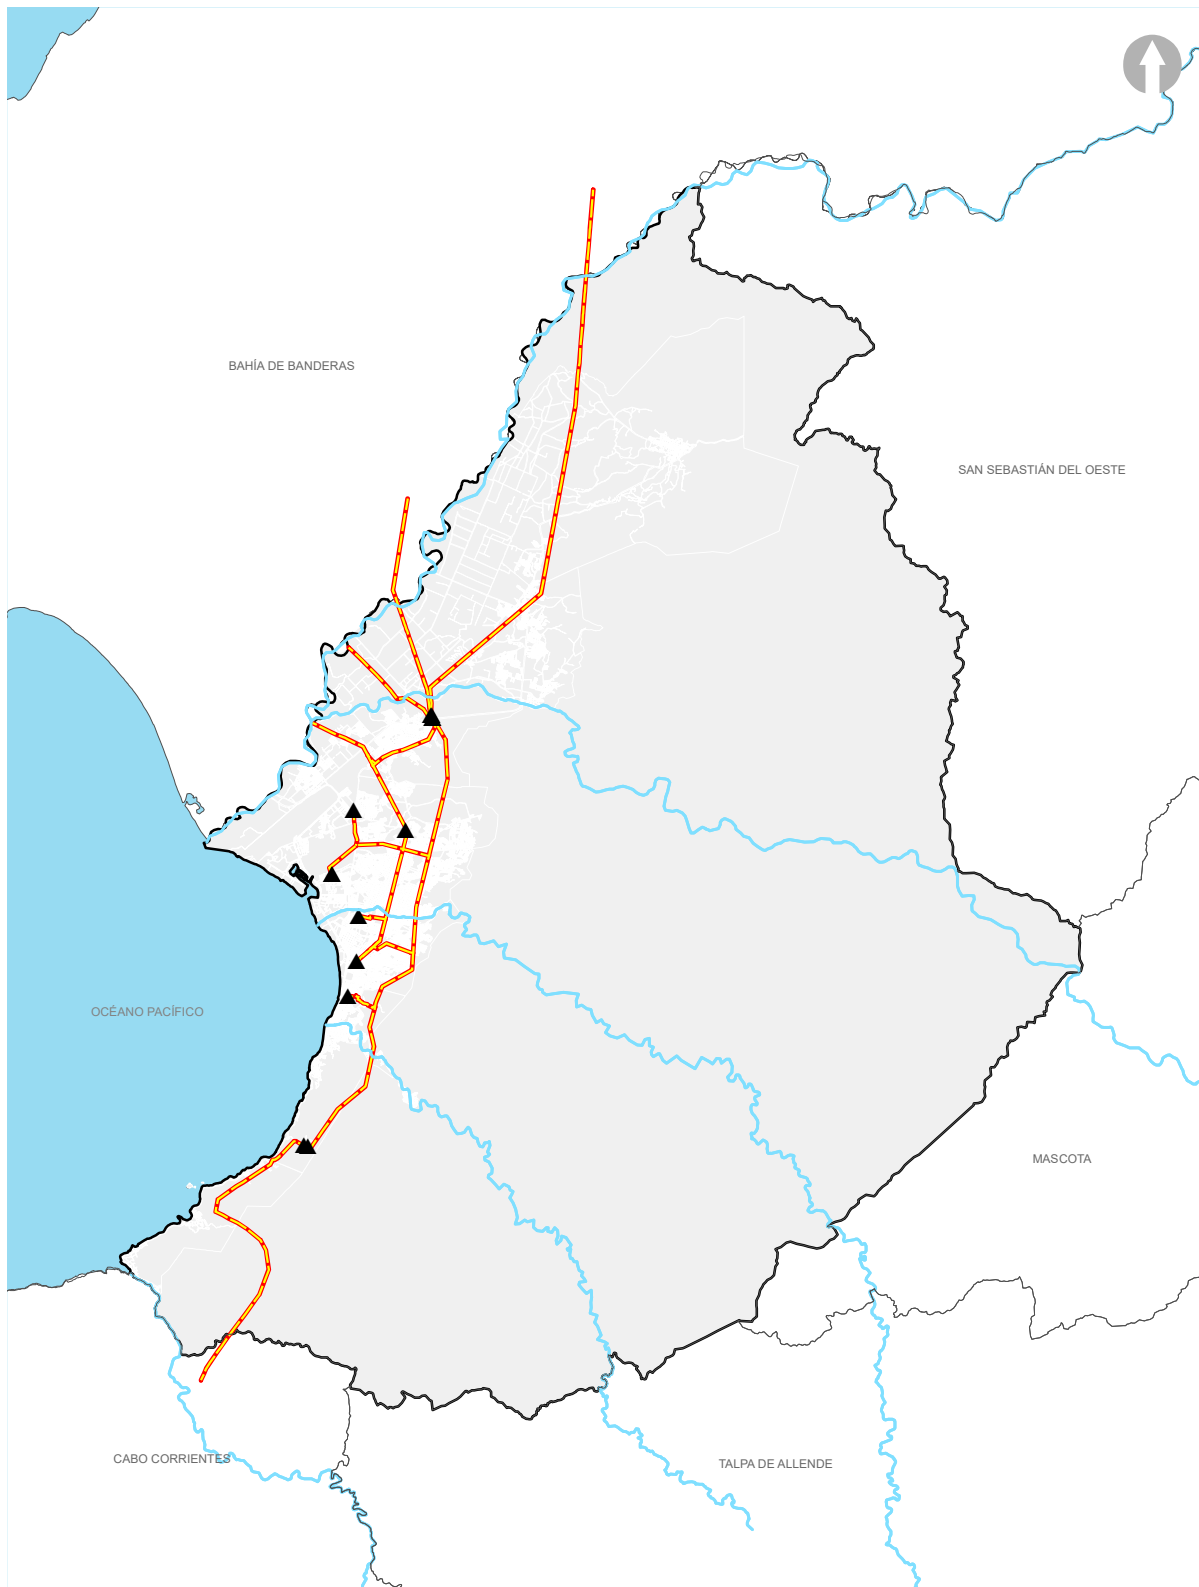 BAHÍA DE BANDERAS
SAN SEBASTIÁN DEL OESTE
OCÉANO PACÍFICO
MASCOTA
CABO CORRIENTES
TALPA DE ALLENDE